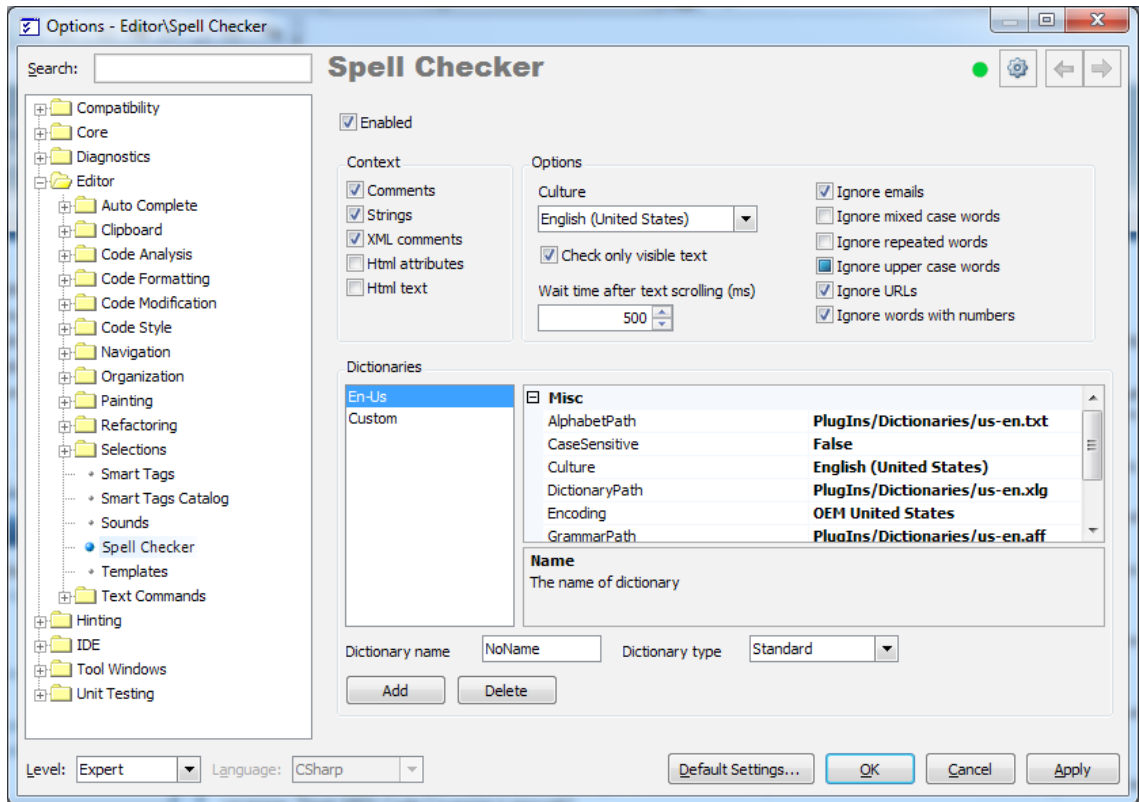 Options - Editor\Spell Checker
Search:
Spell Checker
Compatibility
Core
Diagnostics
Editor
Auto Complete
Clipboard
Code Analysis
Code Formatting
Code Modification
Code Style
Navigation
Organization
Painting
Refactoring
Selections
Smart Tags
Smart Tags Catalog
Sounds
Spell Checker
Templates
Text Commands
Hinting
IDE
Tool Windows
Unit Testing
Enabled
Context
Comments
Strings
XML comments
Html attributes
Html text
Options
Culture
English (United States)
Check only visible text
Wait time after text scrolling (ms)
500
Ignore emails
Ignore mixed case words
Ignore repeated words
Ignore upper case words
Ignore URLs
Ignore words with numbers
Dictionaries
En-Us
Custom
Misc
AlphabetPath PlugIns/Dictionaries/us-en.txt
CaseSensitive False
Culture English (United States)
DictionaryPath PlugIns/Dictionaries/us-en.xlg
Encoding OEM United States
GrammarPath PlugIns/Dictionaries/us-en.aff
Name
The name of dictionary
Dictionary name NoName Dictionary type Standard
Add Delete
Level: Expert Language: CSharp Default Settings... OK Cancel Apply